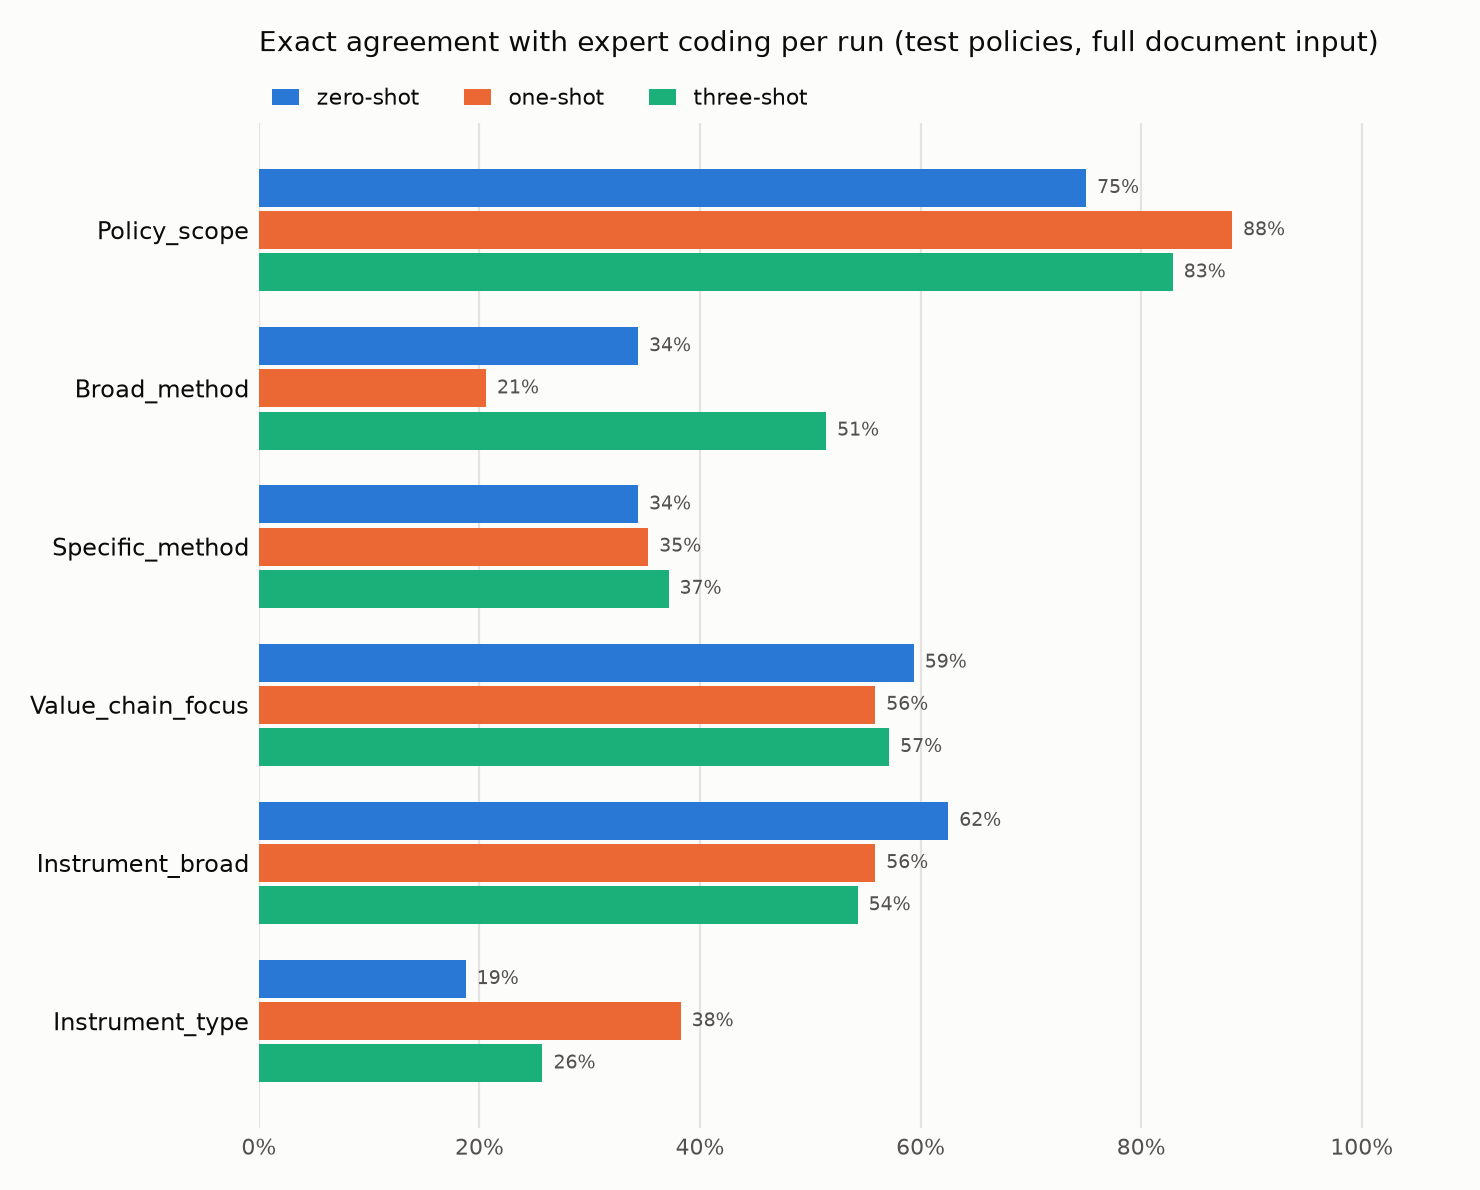 Exact agreement with expert coding per run (test policies, full document input)
zero-shot one-shot three-shot
Policy_scope
75%
88%
83%
Broad_method
34%
21%
51%
Specific_method
34%
35%
37%
Value_chain_focus
59%
56%
57%
Instrument_broad
62%
56%
54%
Instrument_type
19%
38%
26%
0% 20% 40% 60% 80% 100%